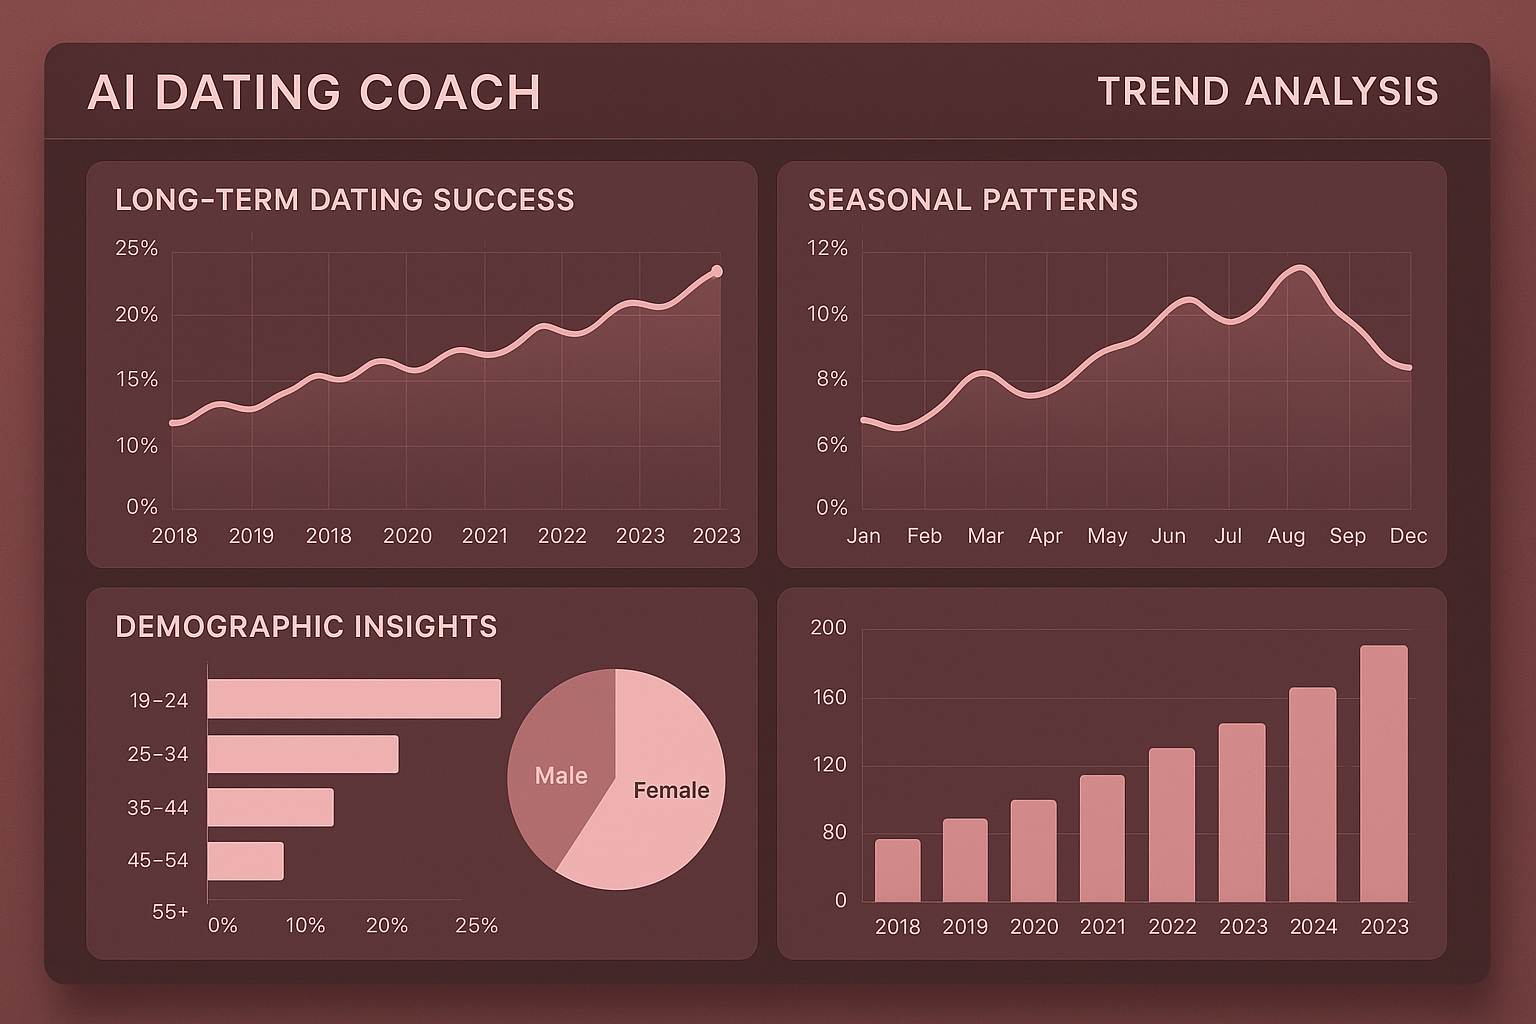 AI DATING COACH
TREND ANALYSIS
LONG-TERM DATING SUCCESS
25%
20%
15%
10%
0%
2018 2019 2018 2020 2021 2022 2023 2023
SEASONAL PATTERNS
12%
10%
8%
6%
0%
Jan Feb Mar Apr May Jun Jul Aug Sep Dec
DEMOGRAPHIC INSIGHTS
19-24
25-34
35-44
45-54
55+
0% 10% 20% 25%
Male
Female
200
160
120
80
0
2018 2019 2020 2021 2022 2023 2024 2023